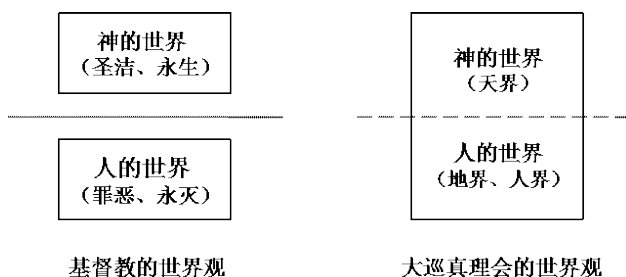 神的世界
（圣洁、永生）
人的世界
（罪恶、永灭）
基督教的世界观
神的世界
（天界）
人的世界
（地界、人界）
大巡真理会的世界观